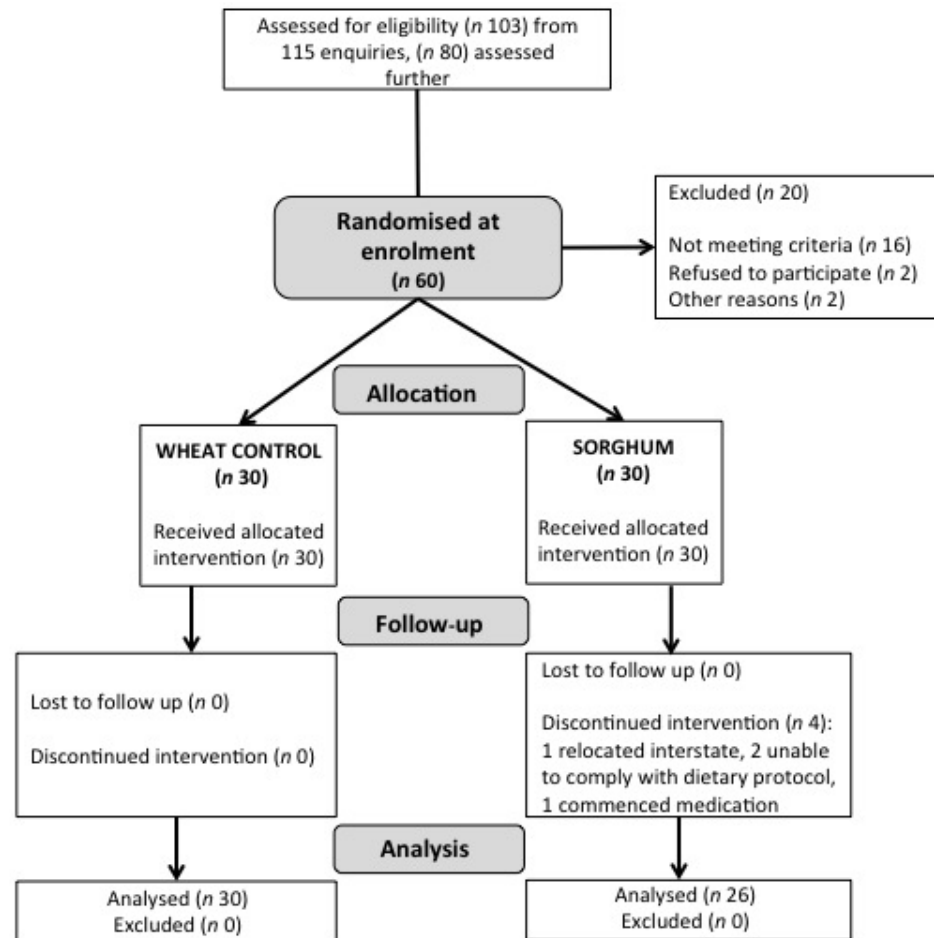 Assessed for eligibility (n 103) from
115 enquiries, (n 80) assessed
further
Randomised at
enrolment
(n 60)
Excluded (n 20)
Not meeting criteria (n 16)
Refused to participate (n 2)
Other reasons (n 2)
Allocation
WHEAT CONTROL
(n 30)
Received allocated
intervention (n 30)
SORGHUM
(n 30)
Received allocated
intervention (n 30)
Follow-up
Lost to follow up (n 0)
Discontinued intervention (n 0)
Lost to follow up (n 0)
Discontinued intervention (n 4):
1 relocated interstate, 2 unable
to comply with dietary protocol,
1 commenced medication
Analysis
Analysed (n 30)
Excluded (n 0)
Analysed (n 26)
Excluded (n 0)